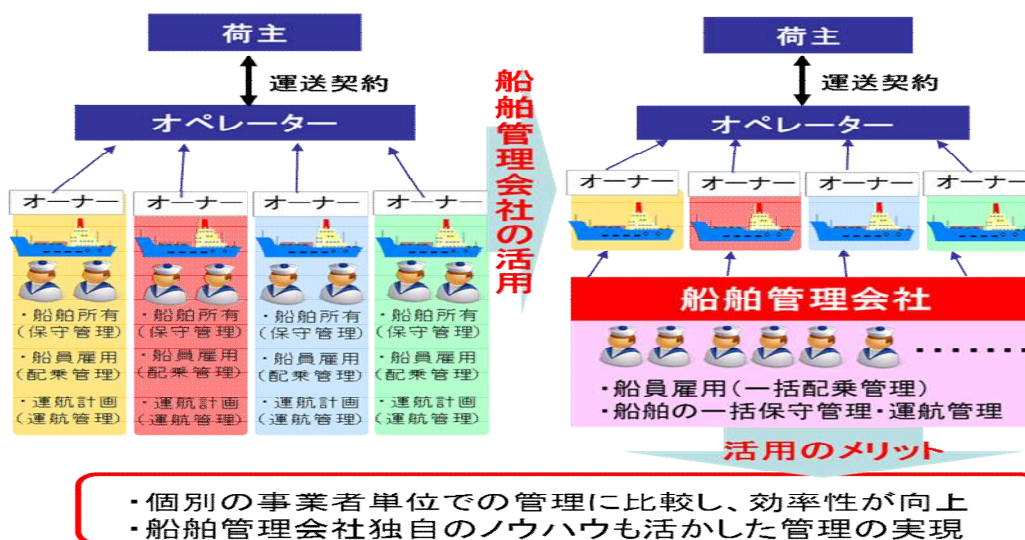 荷主
運送契約
オペレーター
オーナー
オーナー
オーナー
オーナー
・船舶所有
(保守管理)
・船員雇用
(配乗管理)
・運航計画
(運航管理)
・船舶所有
(保守管理)
・船員雇用
(配乗管理)
・運航計画
(運航管理)
・船舶所有
(保守管理)
・船員雇用
(配乗管理)
・運航計画
(運航管理)
・船舶所有
(保守管理)
・船員雇用
(配乗管理)
・運航計画
(運航管理)
船舶管理会社の活用
荷主
運送契約
オペレーター
オーナー
オーナー
オーナー
オーナー
船舶管理会社
・船員雇用(一括配乗管理)
・船舶の一括保守管理・運航管理
活用のメリット
・個別の事業者単位での管理に比較し、効率性が向上
・船舶管理会社独自のノウハウも活かした管理の実現